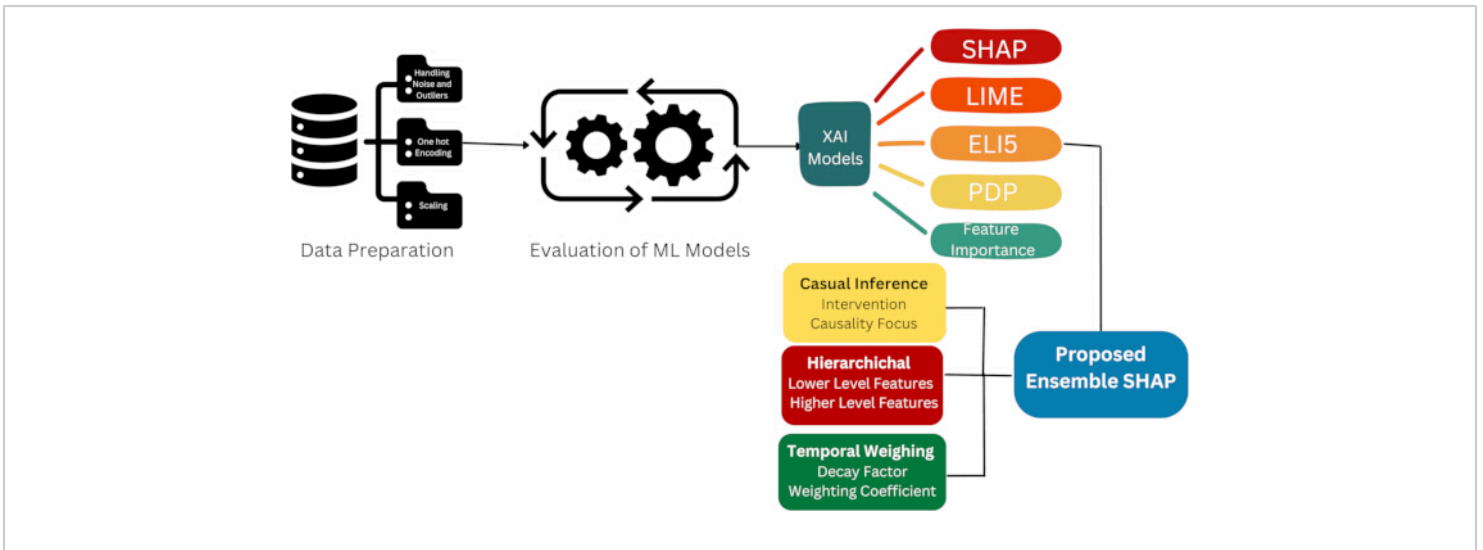 Handling
Noise and
Outliers
One hot
Encoding
Scaling
Data Preparation
Evaluation of ML Models
XAI
Models
SHAP
LIME
ELI5
PDP
Feature
Importance
Casual Inference
Intervention
Causality Focus
Hierarchichal
Lower Level Features
Higher Level Features
Temporal Weighing
Decay Factor
Weighting Coefficient
Proposed
Ensemble SHAP